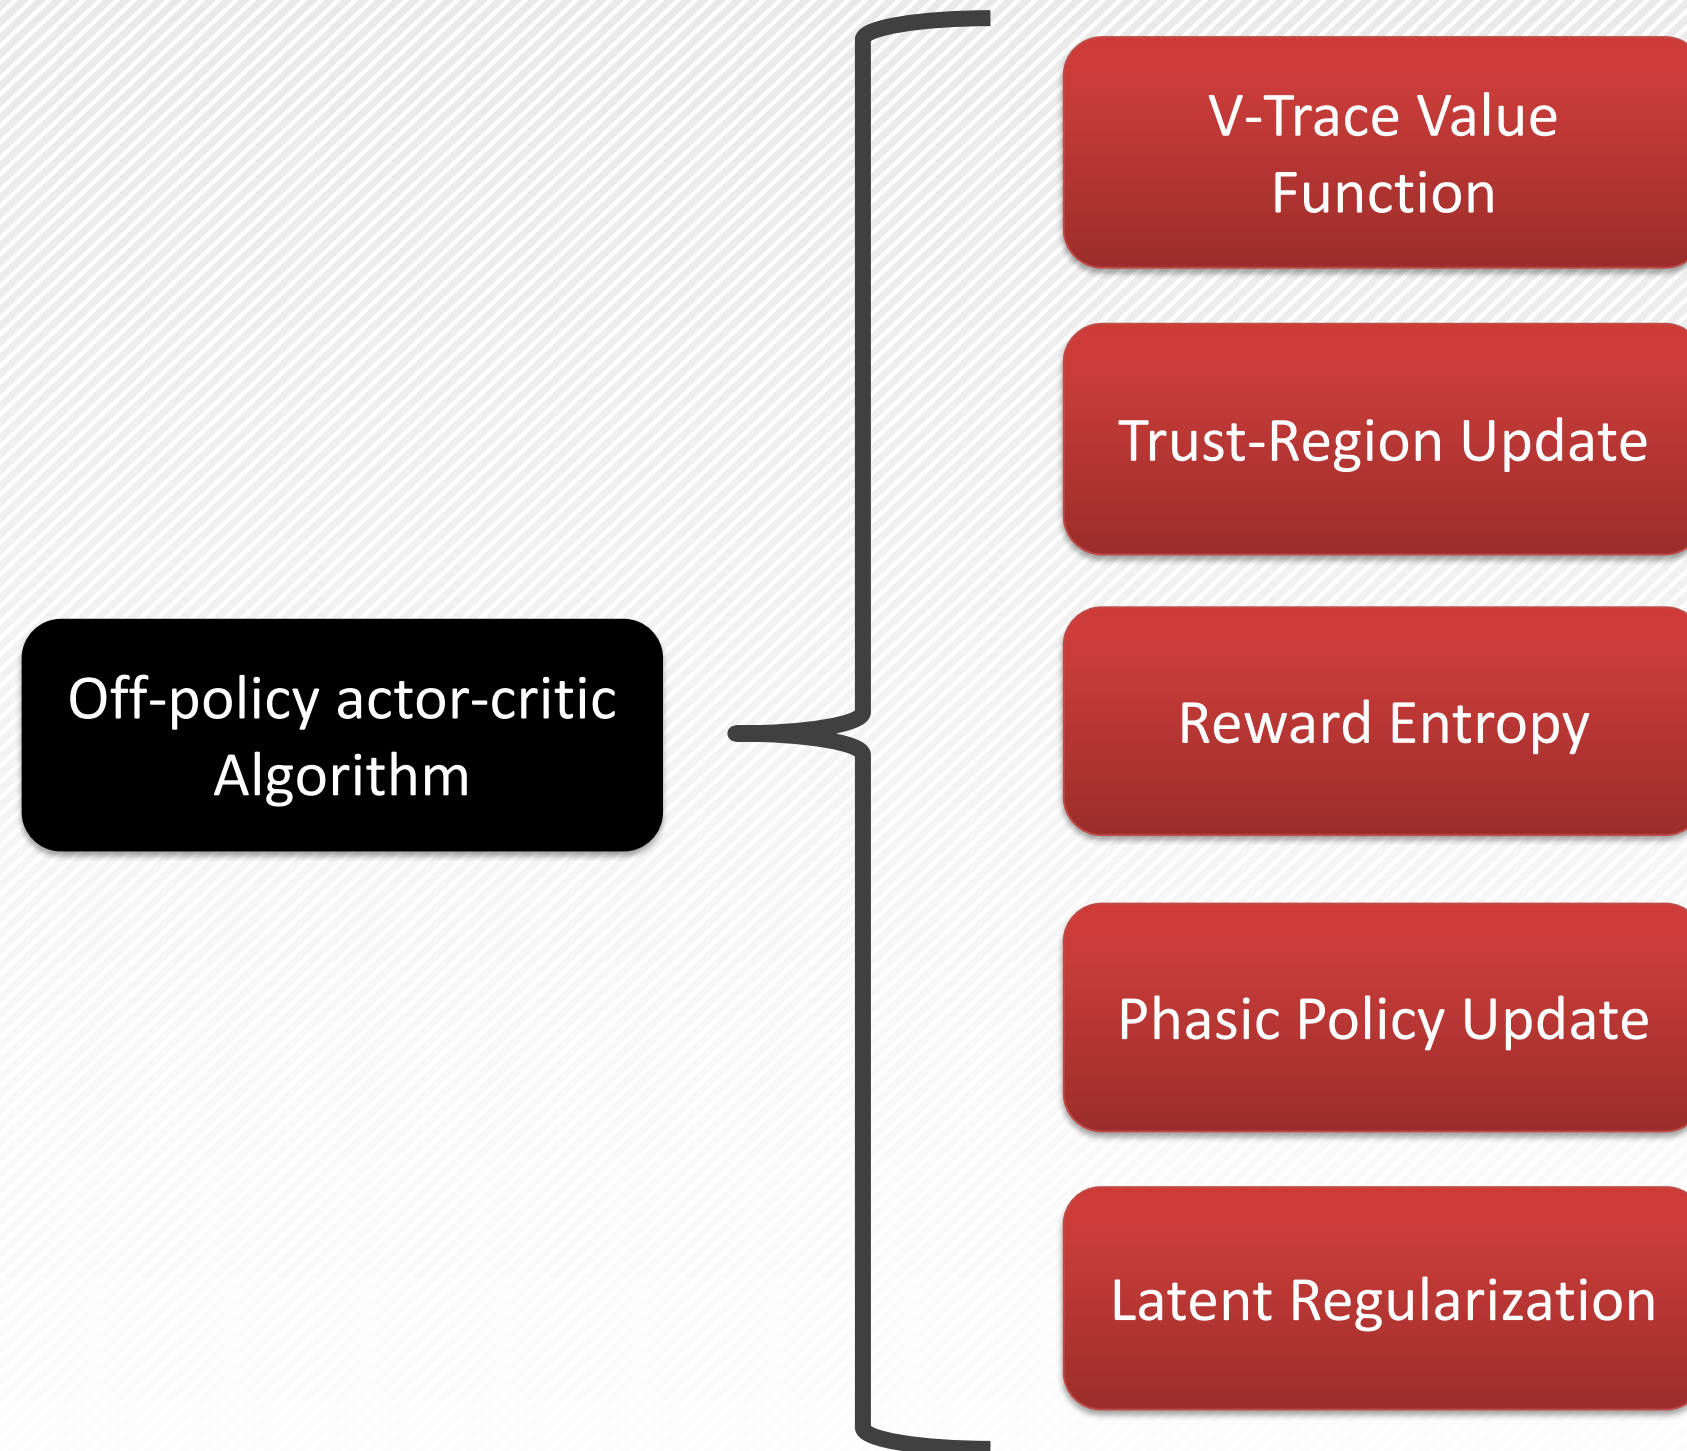 V-Trace Value
Function
Trust-Region Update
Off-policy actor-critic
Algorithm
Reward Entropy
Phasic Policy Update
Latent Regularization